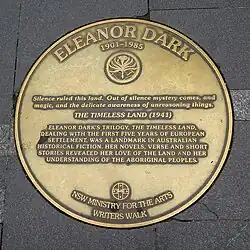 ELEANOR DARK
1901-1985
Silence ruled this land. Out of silence mystery comes, and
magic, and the delicate awareness of unreasoning things.
THE TIMELESS LAND (1941)
ELEANOR DARK'S TRILOGY, THE TIMELESS LAND,
DEALING WITH THE FIRST FIVE YEARS OF EUROPEAN
SETTLEMENT, WAS A LANDMARK IN AUSTRALIAN
HISTORICAL FICTION. HER NOVELS, VERSE AND SHORT
STORIES REVEALED HER LOVE OF THE LAND AND HER
UNDERSTANDING OF THE ABORIGINAL PEOPLES.
NSW MINISTRY FOR THE ARTS
WRITERS WALK